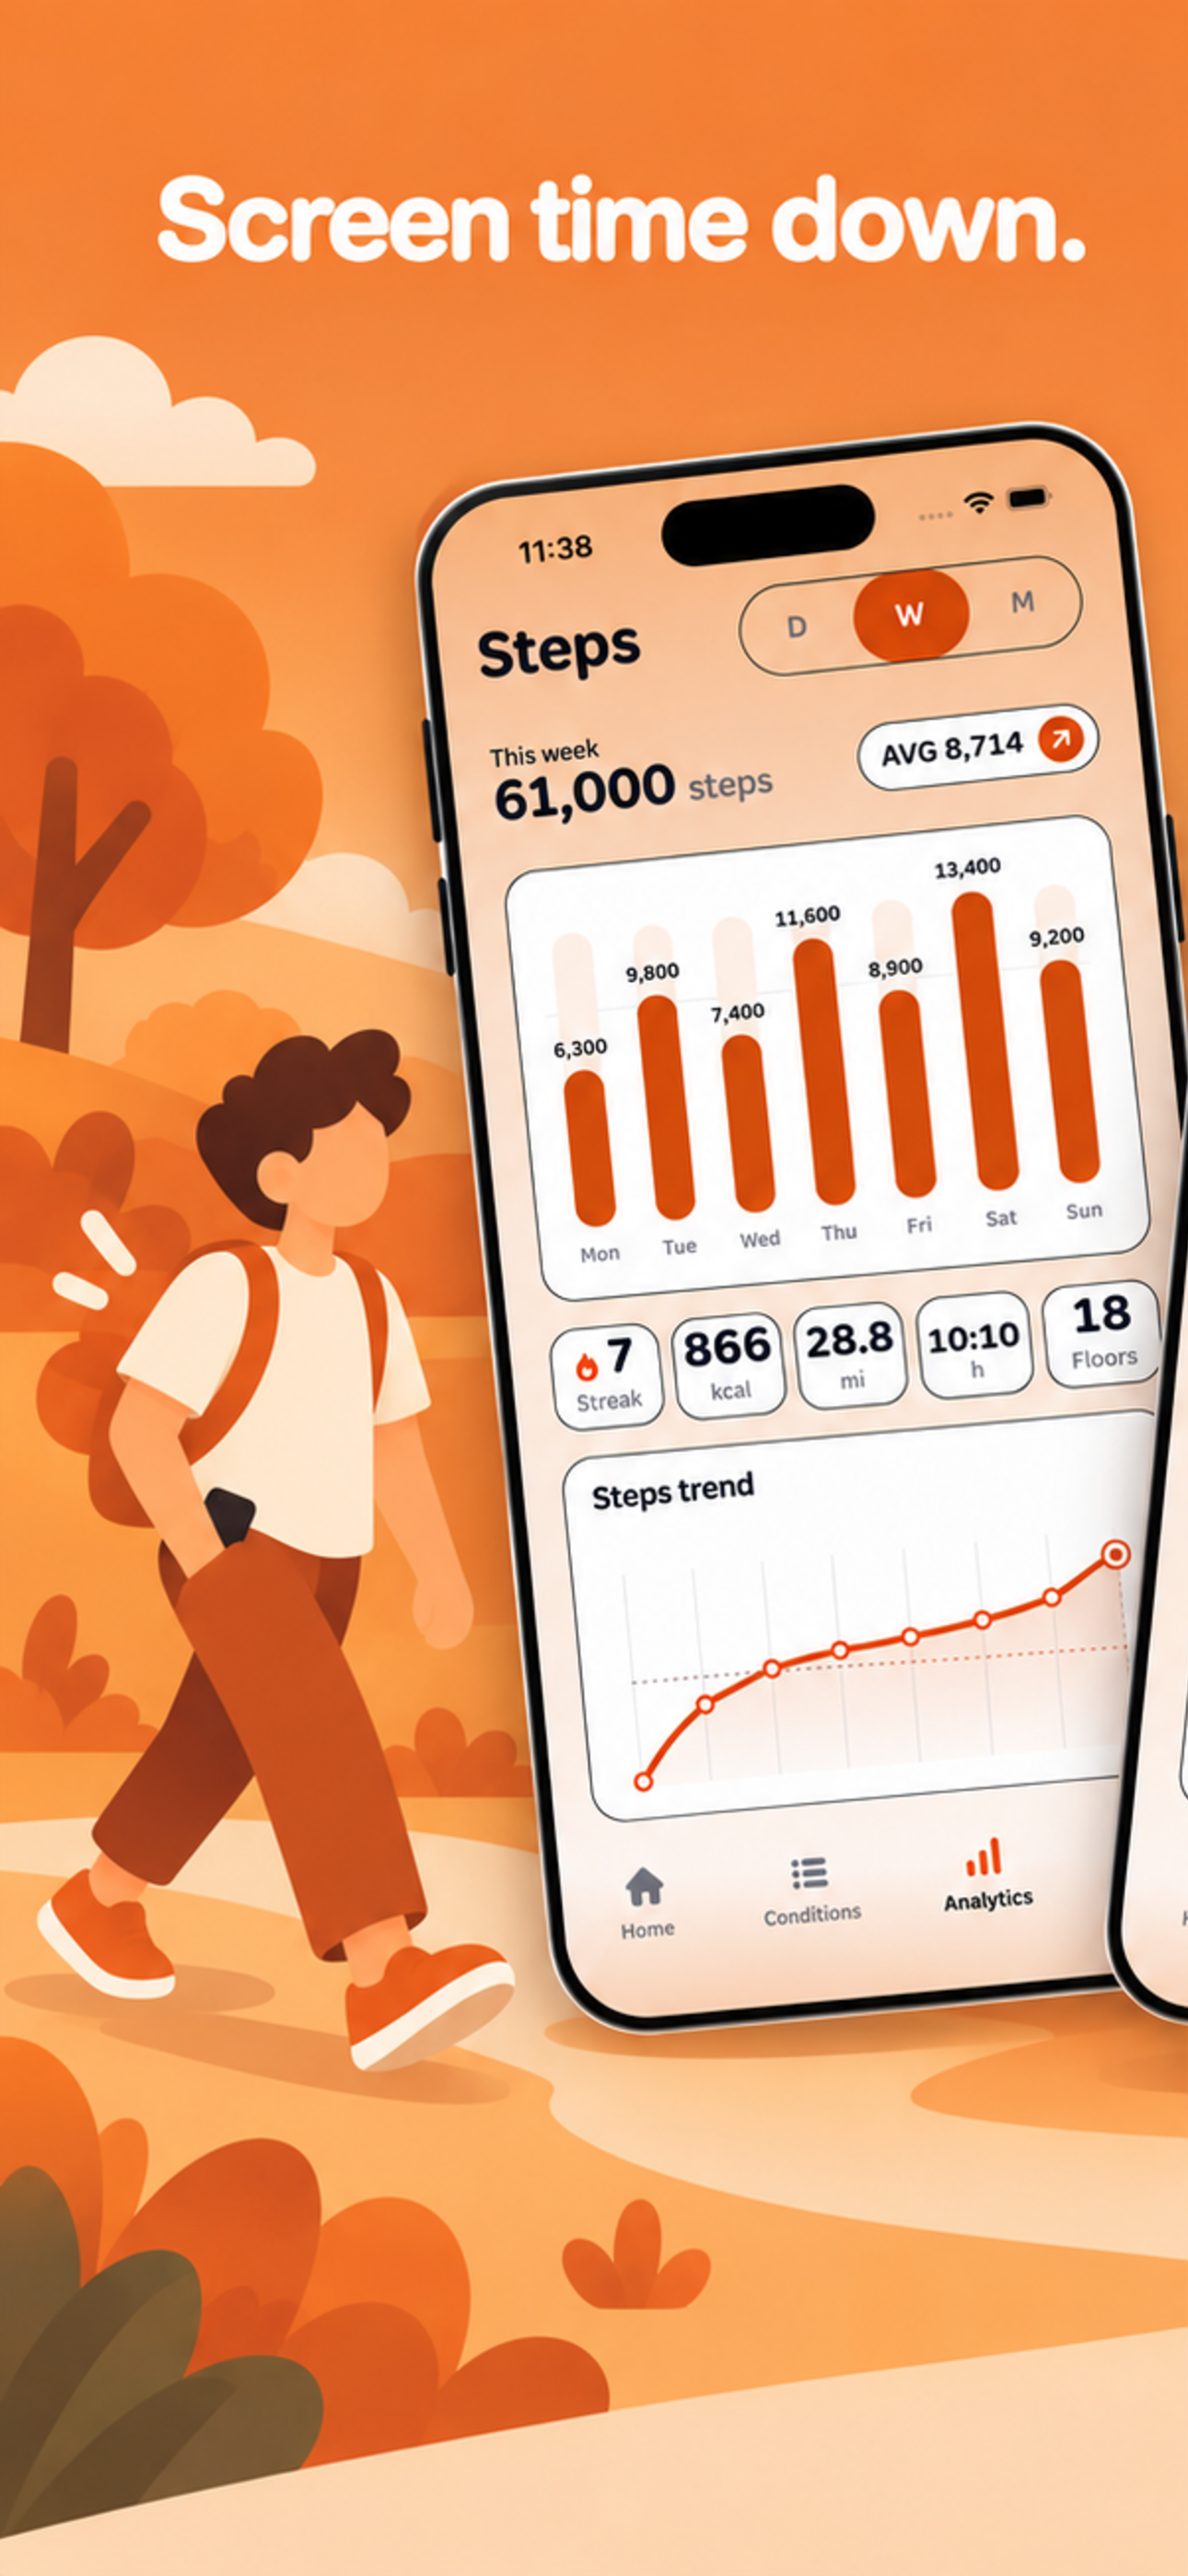 Screen time down.
11:38
Steps
D W M
This week
61,000 steps
AVG 8,714
13,400
11,600
9,800
9,200
8,900
7,400
6,300
Mon Tue Wed Thu Fri Sat Sun
7 866 28.8 10:10 18
Streak kcal mi h Floors
Steps trend
Home Conditions Analytics